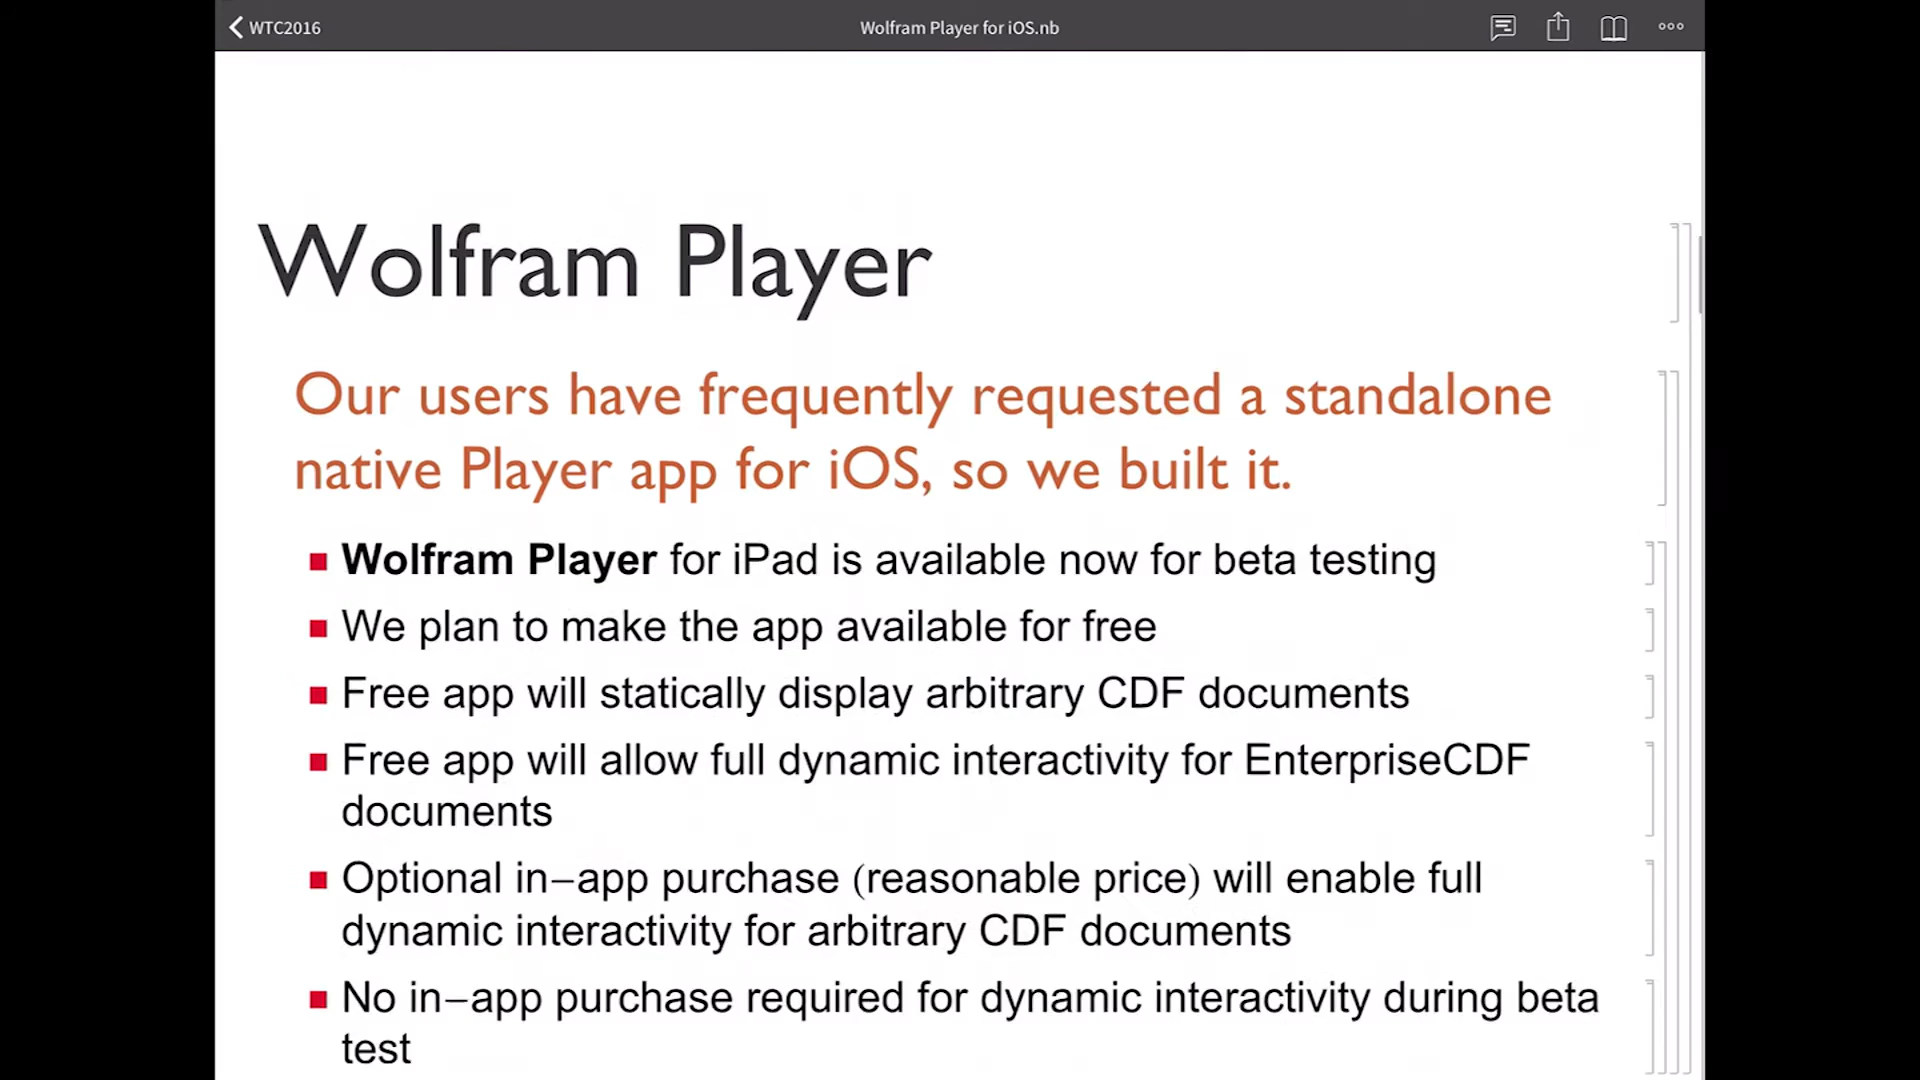 WTC2016
Wolfram Player for iOS.nb
Wolfram Player
Our users have frequently requested a standalone
native Player app for iOS, so we built it.
Wolfram Player for iPad is available now for beta testing
We plan to make the app available for free
Free app will statically display arbitrary CDF documents
Free app will allow full dynamic interactivity for EnterpriseCDF
documents
Optional in–app purchase (reasonable price) will enable full
dynamic interactivity for arbitrary CDF documents
No in–app purchase required for dynamic interactivity during beta
test